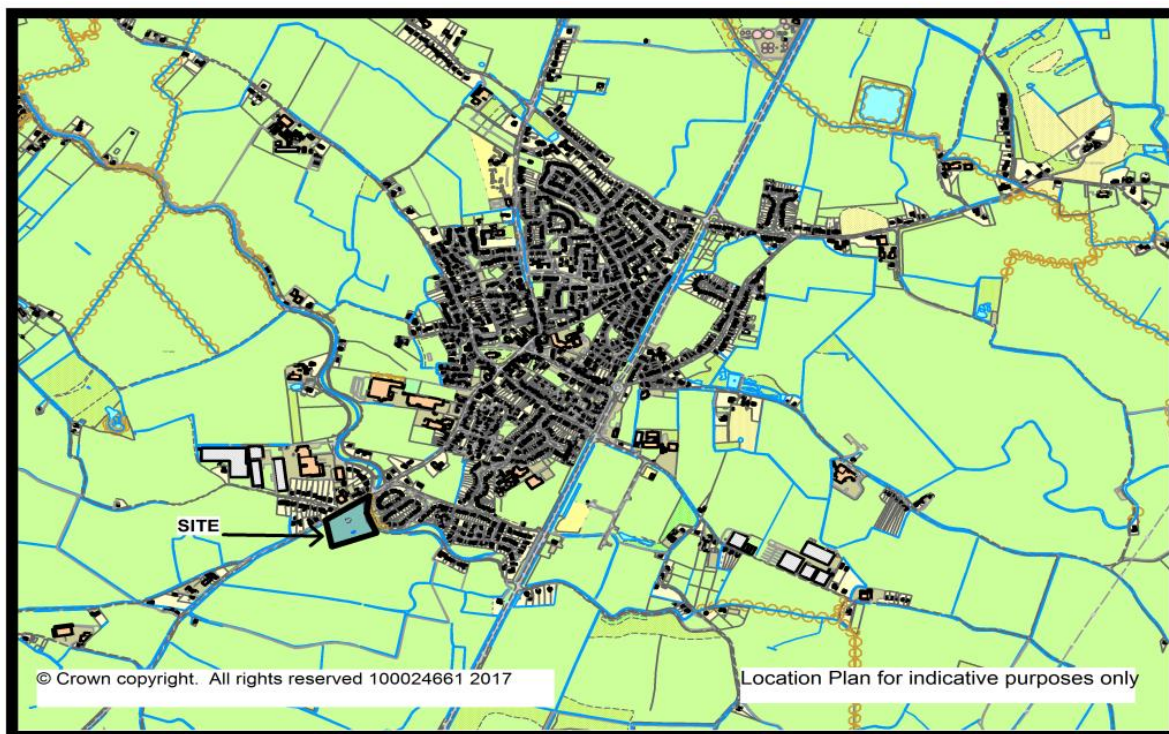 SITE
© Crown copyright. All rights reserved 100024661 2017
Location Plan for indicative purposes only